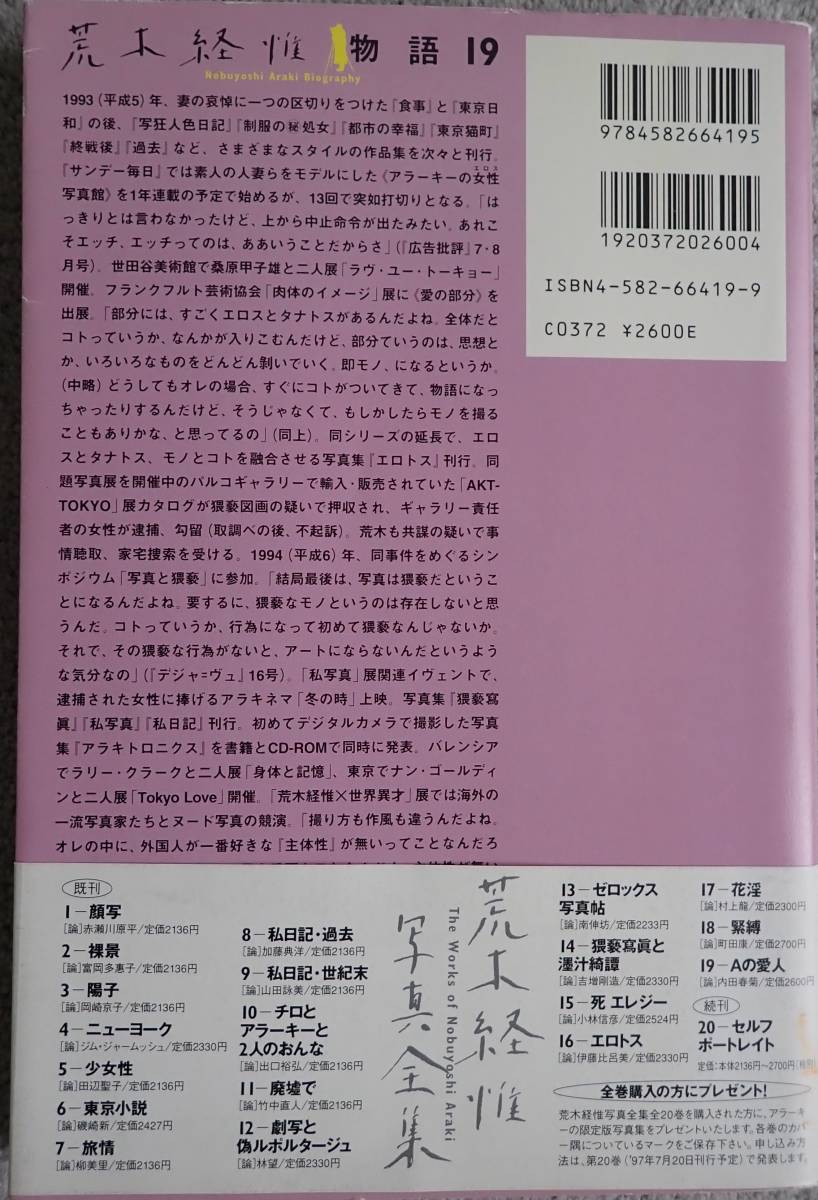 荒木経惟 物語 19
Nobuyoshi Araki Biography
1993（平成5）年、妻の哀悼に一つの区切りをつけた『食事』と『東京日
和』の後、『写狂人色日記』『制服の㊙処女』『都市の幸福』『東京猫町』
『終戦後』『過去』など、さまざまなスタイルの作品集を次々と刊行。
『サンデー毎日』では素人の人妻らをモデルにした《アラーキーの女性
エロス
写真館》を1年連載の予定で始めるが、13回で突如打切りとなる。「は
っきりとは言わなかったけど、上から中止命令が出たみたい。あれこ
そエッチ、エッチってのは、ああいうことだからさ」（『広告批評』7・8
月号）。世田谷美術館で桑原甲子雄と二人展「ラヴ・ユー・トーキョー」
開催。フランクフルト芸術協会「肉体のイメージ」展に《愛の部分》を
出展。「部分には、すごくエロスとタナトスがあるんだよね。全体だと
コトっていうか、なんかが入りこむんだけど、部分ていうのは、思想と
か、いろいろなものをどんどん剝いでいく。即モノ、になるというか。
（中略）どうしてもオレの場合、すぐにコトがついてきて、物語になっ
ちゃったりするんだけど、そうじゃなくて、もしかしたらモノを撮る
こともありかな、と思ってるの」（同上）。同シリーズの延長で、エロ
スとタナトス、モノとコトを融合させる写真集『エロトス』刊行。同
題写真展を開催中のパルコギャラリーで輸入・販売されていた「AKT-
TOKYO」展カタログが猥褻図画の疑いで押収され、ギャラリー責任
者の女性が逮捕、勾留（取調べの後、不起訴）。荒木も共謀の疑いで事
情聴取、家宅捜索を受ける。1994（平成6）年、同事件をめぐるシン
ポジウム「写真と猥褻」に参加。「結局最後は、写真は猥褻だというこ
とになるんだよね。要するに、猥褻なモノというのは存在しないと思
うんだ。コトっていうか、行為になって初めて猥褻なんじゃないか。
それで、その猥褻な行為がないと、アートにならないんだというよう
な気分なの」（『デジャ=ヴュ』16号）。「私写真」展関連イヴェントで、
逮捕された女性に捧げるアラキネマ「冬の時」上映。写真集『猥褻寫
眞』『私写真』『私日記』刊行。初めてデジタルカメラで撮影した写真
集『アラキトロニクス』を書籍とCD-ROMで同時に発表。バレンシア
でラリー・クラークと二人展「身体と記憶」、東京でナン・ゴールディ
ンと二人展「Tokyo Love」開催。「荒木経惟×世界異才」展では海外の
一流写真家たちとヌード写真の競演。「撮り方も作風も違うんだよね。
オレの中に、外国人が一番好きな『主体性』が無いってことなんだろ
9784582664195
1920372026004
ISBN4-582-66419-9
C0372 ¥2600E
既刊
1－顔写
［論］赤瀬川原平/定価2136円
2－裸景
［論］富岡多惠子/定価2136円
3－陽子
［論］岡崎京子/定価2136円
4－ニューヨーク
［論］ジム・ジャームッシュ/定価2330円
5－少女性
［論］田辺聖子/定価2136円
6－東京小説
［論］磯崎新/定価2427円
7－旅情
［論］柳美里/定価2136円
8－私日記・過去
［論］加藤典洋/定価2136円
9－私日記・世紀末
［論］山田詠美/定価2136円
10－チロと
アラーキーと
2人のおんな
［論］出口裕弘/定価2136円
11－廃墟で
［論］竹中直人/定価2136円
12－劇写と
偽ルポルタージュ
［論］林望/定価2330円
荒木経惟
写真全集
The Works of Nobuyoshi Araki
13－ゼロックス
写真帖
［論］南伸坊/定価2233円
14－猥褻寫眞と
墨汁綺譚
［論］吉増剛造/定価2330円
15－死 エレジー
［論］小林信彦/定価2524円
16－エロトス
［論］伊藤比呂美/定価2330円
17－花淫
［論］村上龍/定価2300円
18－緊縛
［論］町田康/定価2700円
19－Aの愛人
［論］内田春菊/定価2600円
続刊
20－セルフ
ポートレイト
定価:本体2136円～2700円（税別）
全巻購入の方にプレゼント！
荒木経惟写真全集全20巻を購入された方に、アラーキ
ーの限定版写真集をプレゼントいたします。各巻のカバ
ー隅についているマークをご保存下さい。申し込み方
法は、第20巻（'97年7月20日刊行予定）で発表します。